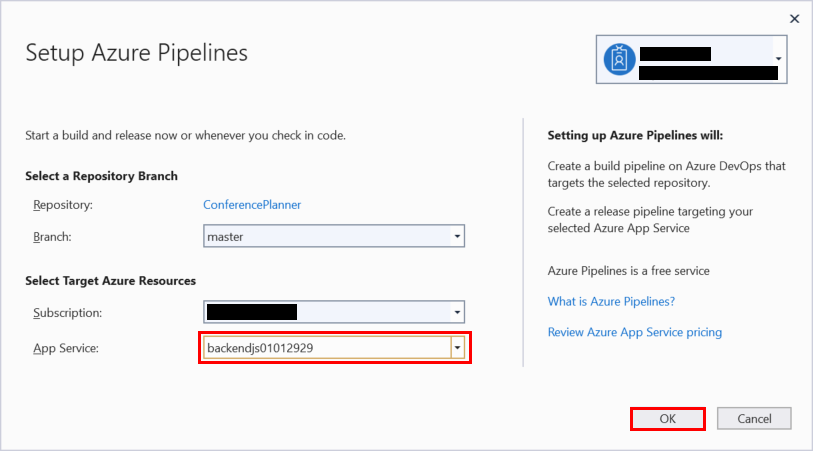 Setup Azure Pipelines
Start a build and release now or whenever you check in code.
Select a Repository Branch
Repository: ConferencePlanner
Branch: master
Select Target Azure Resources
Subscription:
App Service: backendjs01012929
Setting up Azure Pipelines will:
Create a build pipeline on Azure DevOps that
targets the selected repository.
Create a release pipeline targeting your
selected Azure App Service
Azure Pipelines is a free service
What is Azure Pipelines?
Review Azure App Service pricing
OK
Cancel